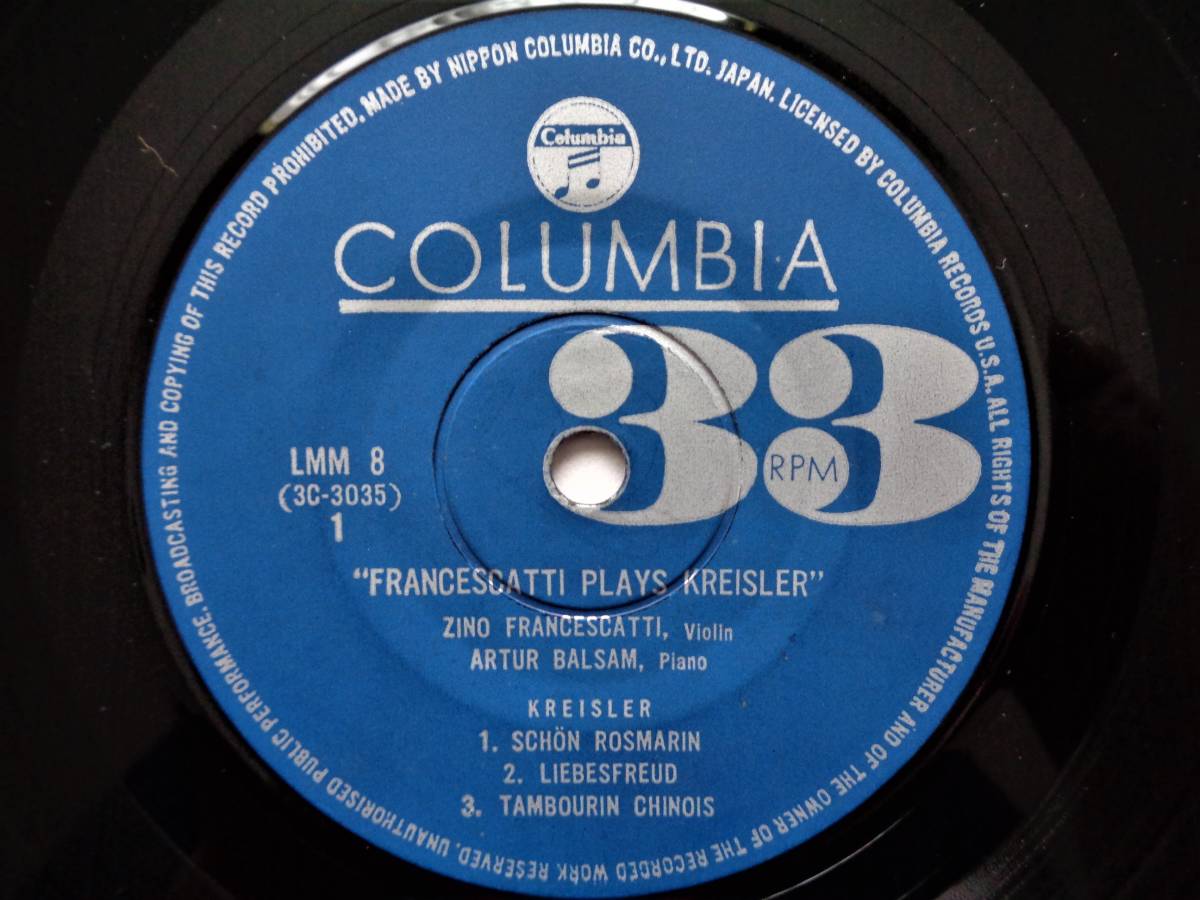 MADE BY NIPPON COLUMBIA CO., LTD. JAPAN. LICENSED BY COLUMBIA RECORDS U.S.A. ALL RIGHTS OF THE MANUFACTURER AND OF THE OWNER OF THE RECORDED WORK RESERVED. UNAUTHORISED PUBLIC PERFORMANCE, BROADCASTING AND COPYING OF THIS RECORD PROHIBITED.
Columbia
COLUMBIA
33
RPM
LMM 8
(3C-3035)
1
"FRANCESCATTI PLAYS KREISLER"
ZINO FRANCESCATTI, Violin
ARTUR BALSAM, Piano
KREISLER
1. SCHÖN ROSMARIN
2. LIEBESFREUD
3. TAMBOURIN CHINOIS